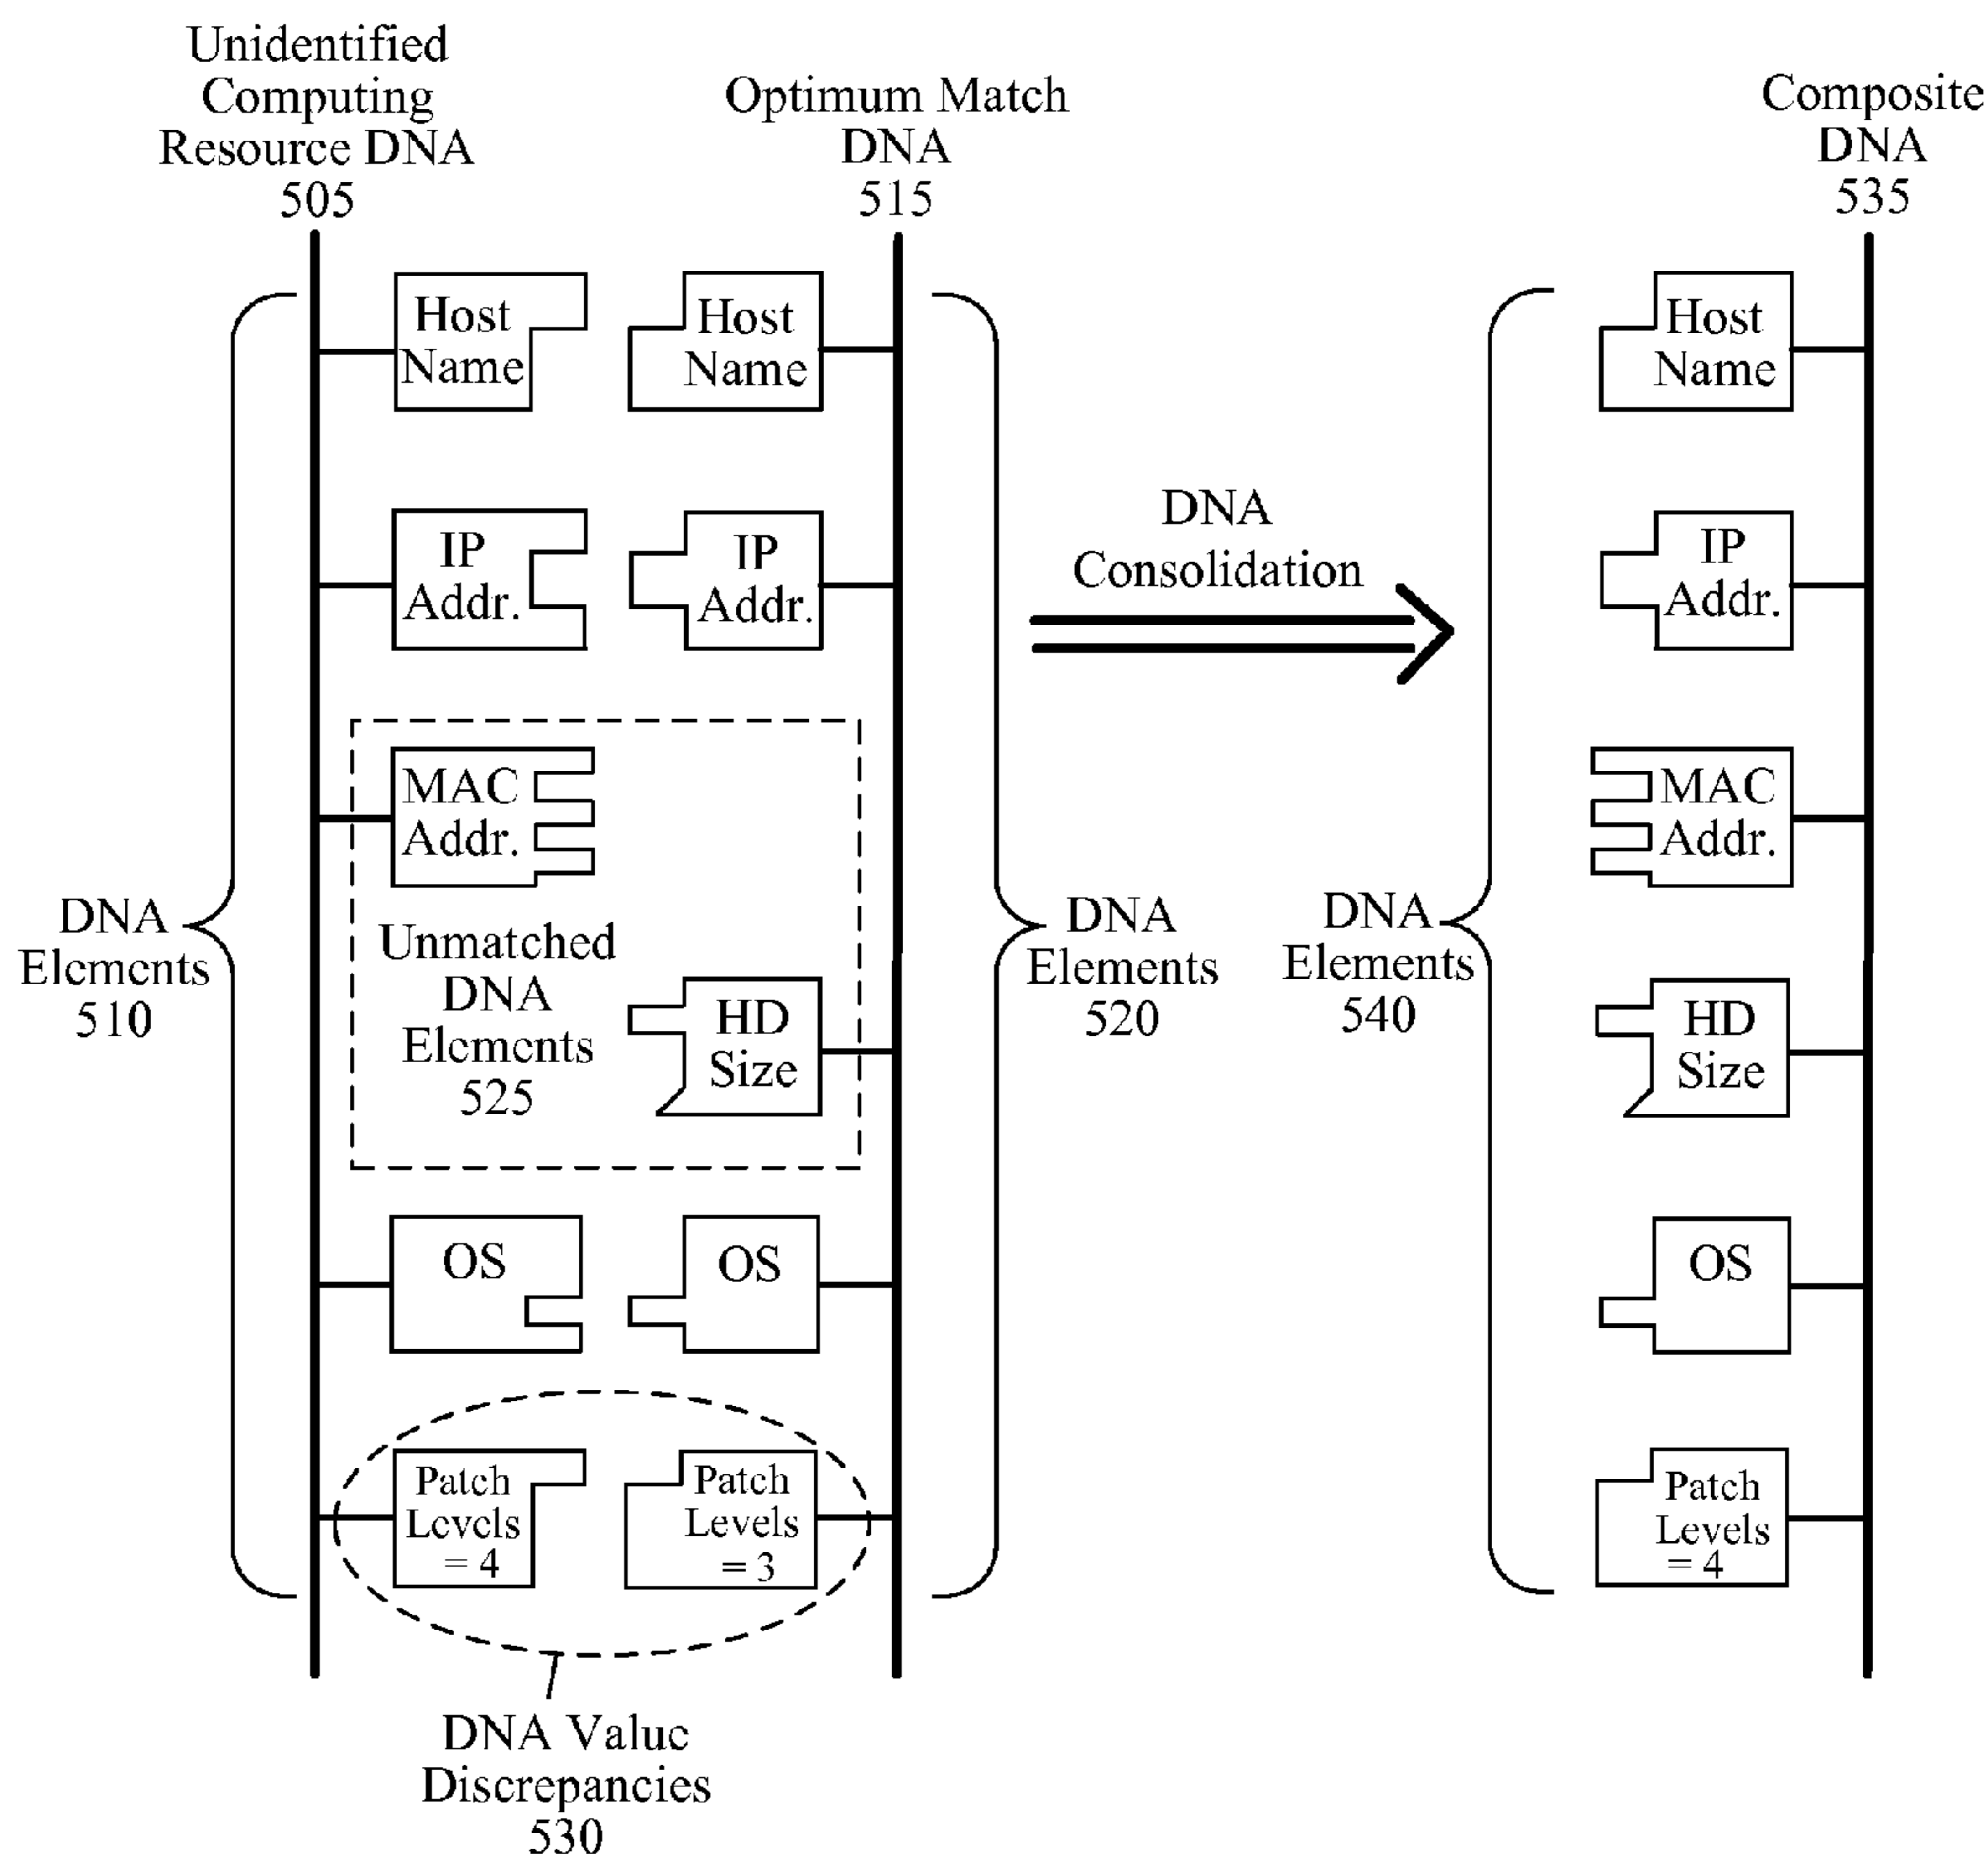 Unidentified
Computing
Resource DNA
505
Optimum Match
DNA
515
Composite
DNA
535
Host
Name
Host
Name
Host
Name
IP
Addr.
IP
Addr.
DNA
Consolidation
IP
Addr.
MAC
Addr.
MAC
Addr.
DNA
Elements
510
Unmatched
DNA
Elements
525
HD
Size
DNA
Elements
520
DNA
Elements
540
HD
Size
OS
OS
OS
Patch
Levels
= 4
Patch
Levels
= 3
Patch
Levels
= 4
DNA Value
Discrepancies
530